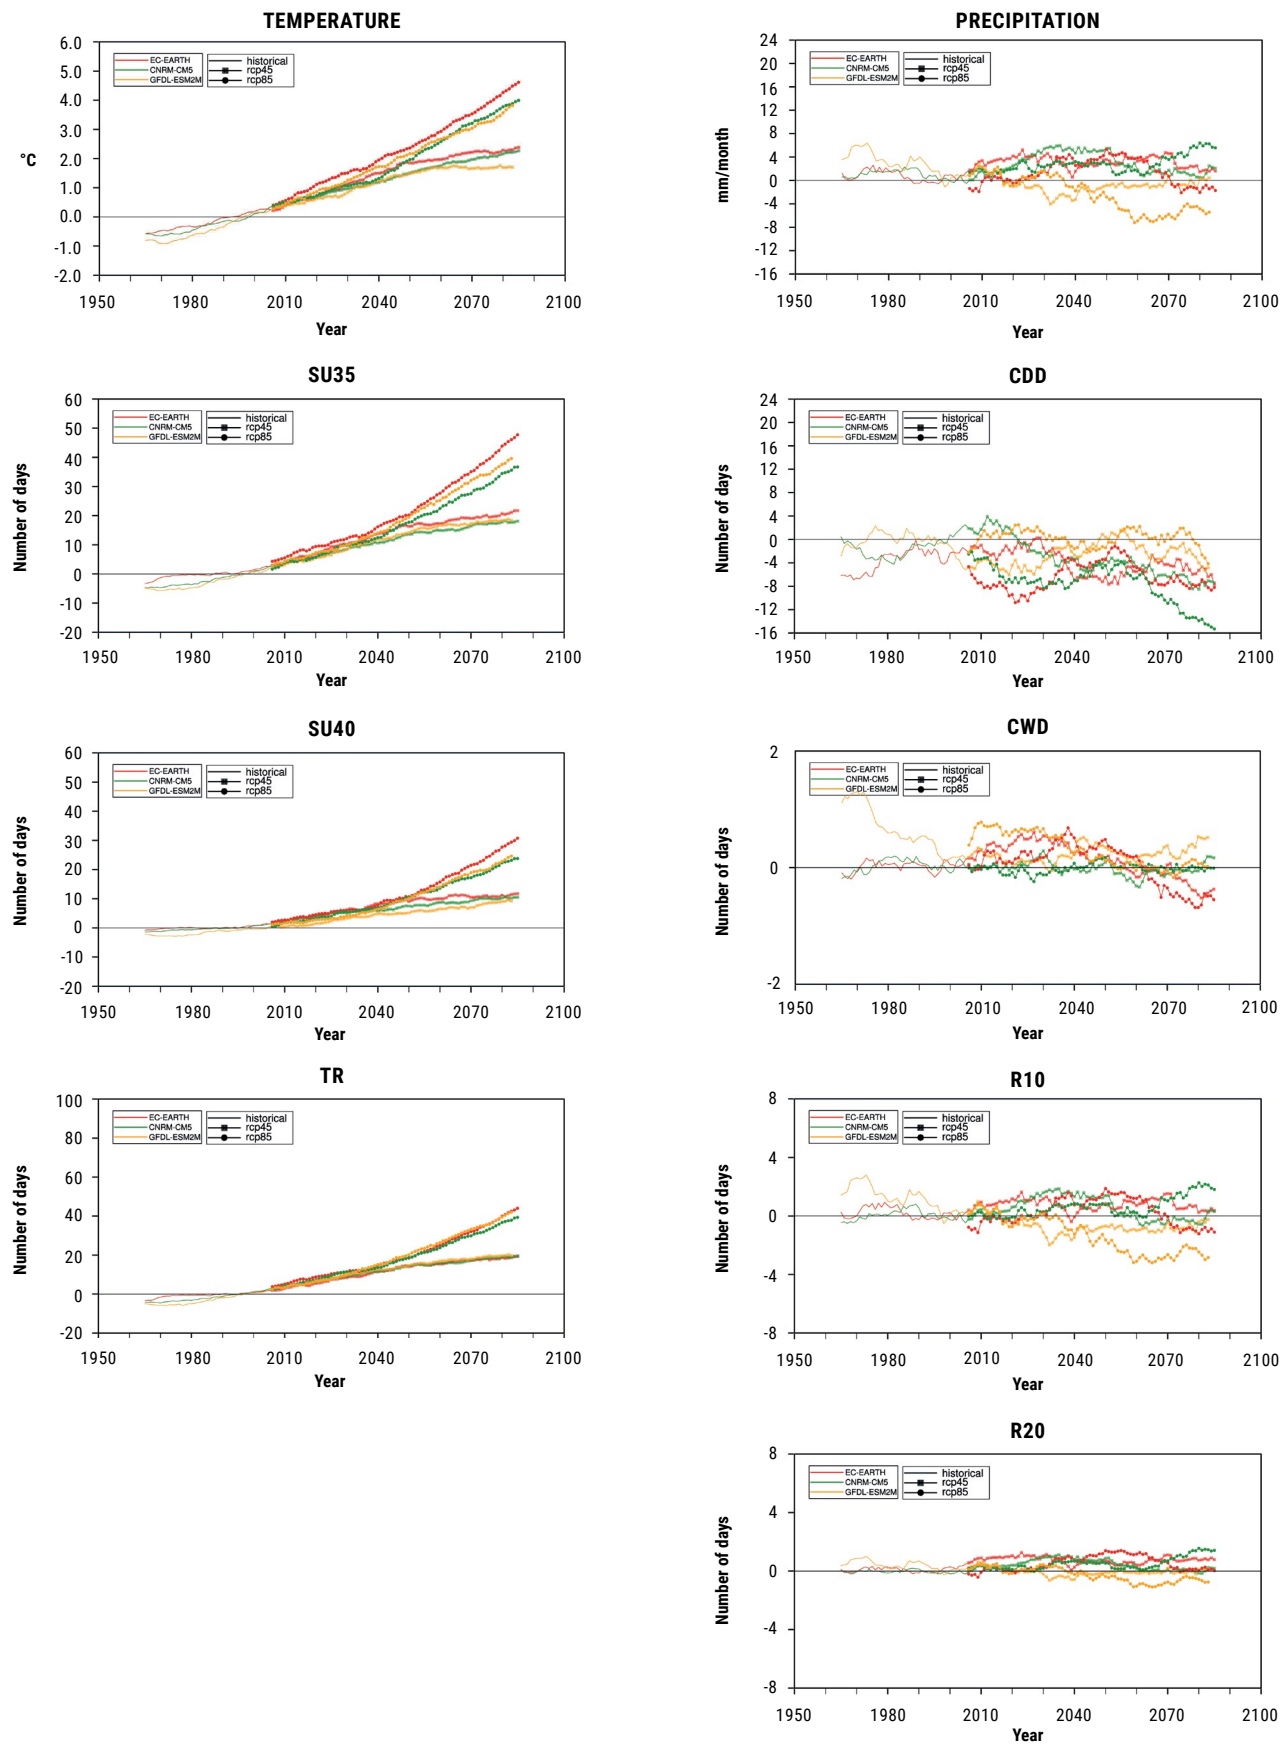 TEMPERATURE
6.0
5.0
4.0
3.0
2.0
1.0
0.0
-1.0
-2.0
°C
EC-EARTH
CNRM-CM5
GFDL-ESM2M
historical
rcp45
rcp85
1950 1980 2010 2040 2070 2100
Year
PRECIPITATION
24
20
16
12
8
4
0
-4
-8
-12
-16
mm/month
EC-EARTH
CNRM-CM5
GFDL-ESM2M
historical
rcp45
rcp85
1950 1980 2010 2040 2070 2100
Year
SU35
60
50
40
30
20
10
0
-10
-20
Number of days
EC-EARTH
CNRM-CM5
GFDL-ESM2M
historical
rcp45
rcp85
1950 1980 2010 2040 2070 2100
Year
CDD
24
20
16
12
8
4
0
-4
-8
-12
-16
Number of days
EC-EARTH
CNRM-CM5
GFDL-ESM2M
historical
rcp45
rcp85
1950 1980 2010 2040 2070 2100
Year
SU40
60
50
40
30
20
10
0
-10
-20
Number of days
EC-EARTH
CNRM-CM5
GFDL-ESM2M
historical
rcp45
rcp85
1950 1980 2010 2040 2070 2100
Year
CWD
2
0
-2
Number of days
EC-EARTH
CNRM-CM5
GFDL-ESM2M
historical
rcp45
rcp85
1950 1980 2010 2040 2070 2100
Year
TR
100
80
60
40
20
0
-20
Number of days
EC-EARTH
CNRM-CM5
GFDL-ESM2M
historical
rcp45
rcp85
1950 1980 2010 2040 2070 2100
Year
R10
8
4
0
-4
-8
Number of days
EC-EARTH
CNRM-CM5
GFDL-ESM2M
historical
rcp45
rcp85
1950 1980 2010 2040 2070 2100
Year
R20
8
4
0
-4
-8
Number of days
EC-EARTH
CNRM-CM5
GFDL-ESM2M
historical
rcp45
rcp85
1950 1980 2010 2040 2070 2100
Year